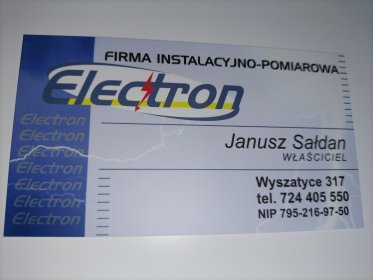 FIRMA INSTALACYJNO-POMIAROWA
Electron
Janusz Sałdan
WŁAŚCICIEL
Wyszatyce 317
tel. 724 405 550
NIP 795-216-97-50
Electron
Electron
Electron
Electron
Electron
Electron
Electron